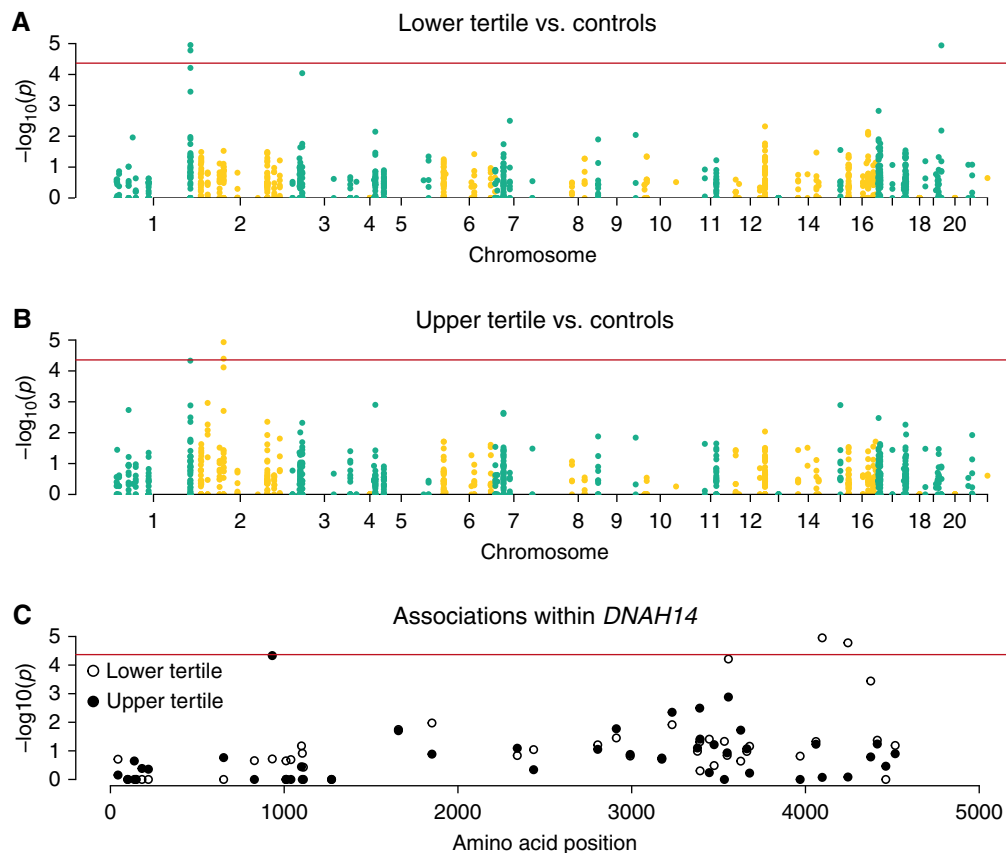 A
Lower tertile vs. controls
5
4
3
2
1
0
–log10(p)
1 2 3 4 5 6 7 8 9 10 11 12 14 16 18 20
Chromosome
B
Upper tertile vs. controls
5
4
3
2
1
0
–log10(p)
1 2 3 4 5 6 7 8 9 10 11 12 14 16 18 20
Chromosome
C
Associations within DNAH14
5
4
3
2
1
0
–log10(p)
Lower tertile
Upper tertile
0 1000 2000 3000 4000 5000
Amino acid position